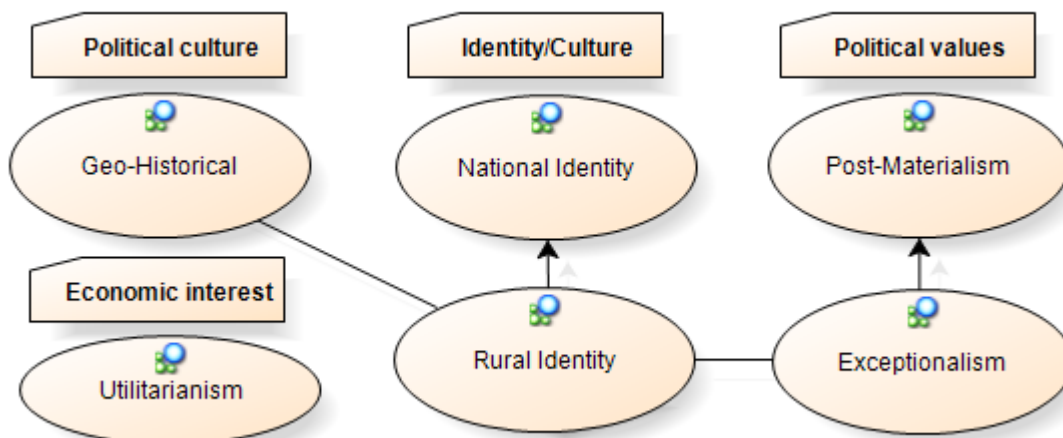 Political culture
Identity/Culture
Political values
Geo-Historical
National Identity
Post-Materialism
Economic interest
Utilitarianism
Rural Identity
Exceptionalism